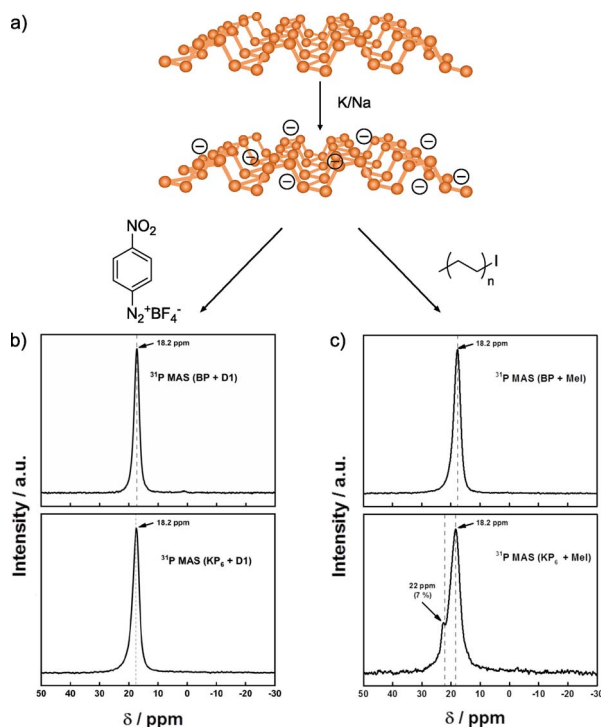 a)
K/Na
NO₂
N₂⁺BF₄⁻
I
n
b)
18.2 ppm
³¹P MAS (BP + D1)
18.2 ppm
³¹P MAS (KP₆ + D1)
Intensity / a.u.
50 40 30 20 10 0 -10 -20 -30
δ / ppm
c)
18.2 ppm
³¹P MAS (BP + MeI)
18.2 ppm
³¹P MAS (KP₆ + MeI)
22 ppm
(7 %)
Intensity / a.u.
50 40 30 20 10 0 -10 -20 -30
δ / ppm